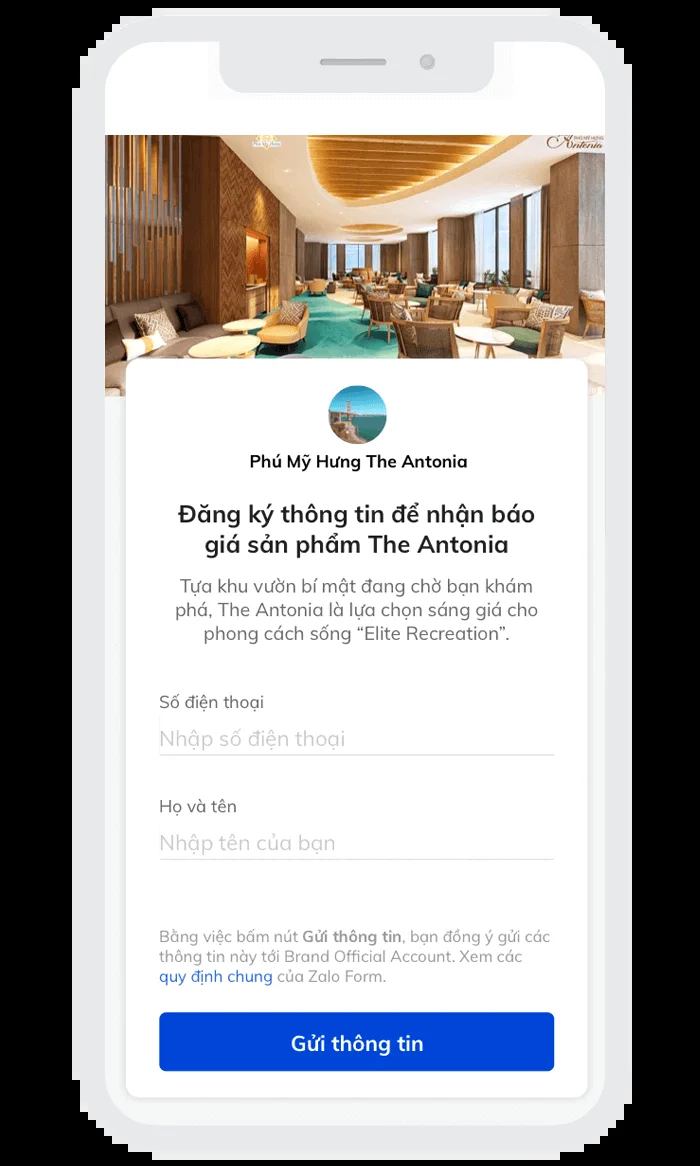 Phú Mỹ Hưng
PHÚ MỸ HƯNG
Antonia
Phú Mỹ Hưng The Antonia
Đăng ký thông tin để nhận báo
giá sản phẩm The Antonia
Tựa khu vườn bí mật đang chờ bạn khám
phá, The Antonia là lựa chọn sáng giá cho
phong cách sống “Elite Recreation”.
Số điện thoại
Nhập số điện thoại
Họ và tên
Nhập tên của bạn
Bằng việc bấm nút Gửi thông tin, bạn đồng ý gửi các
thông tin này tới Brand Official Account. Xem các
quy định chung của Zalo Form.
Gửi thông tin